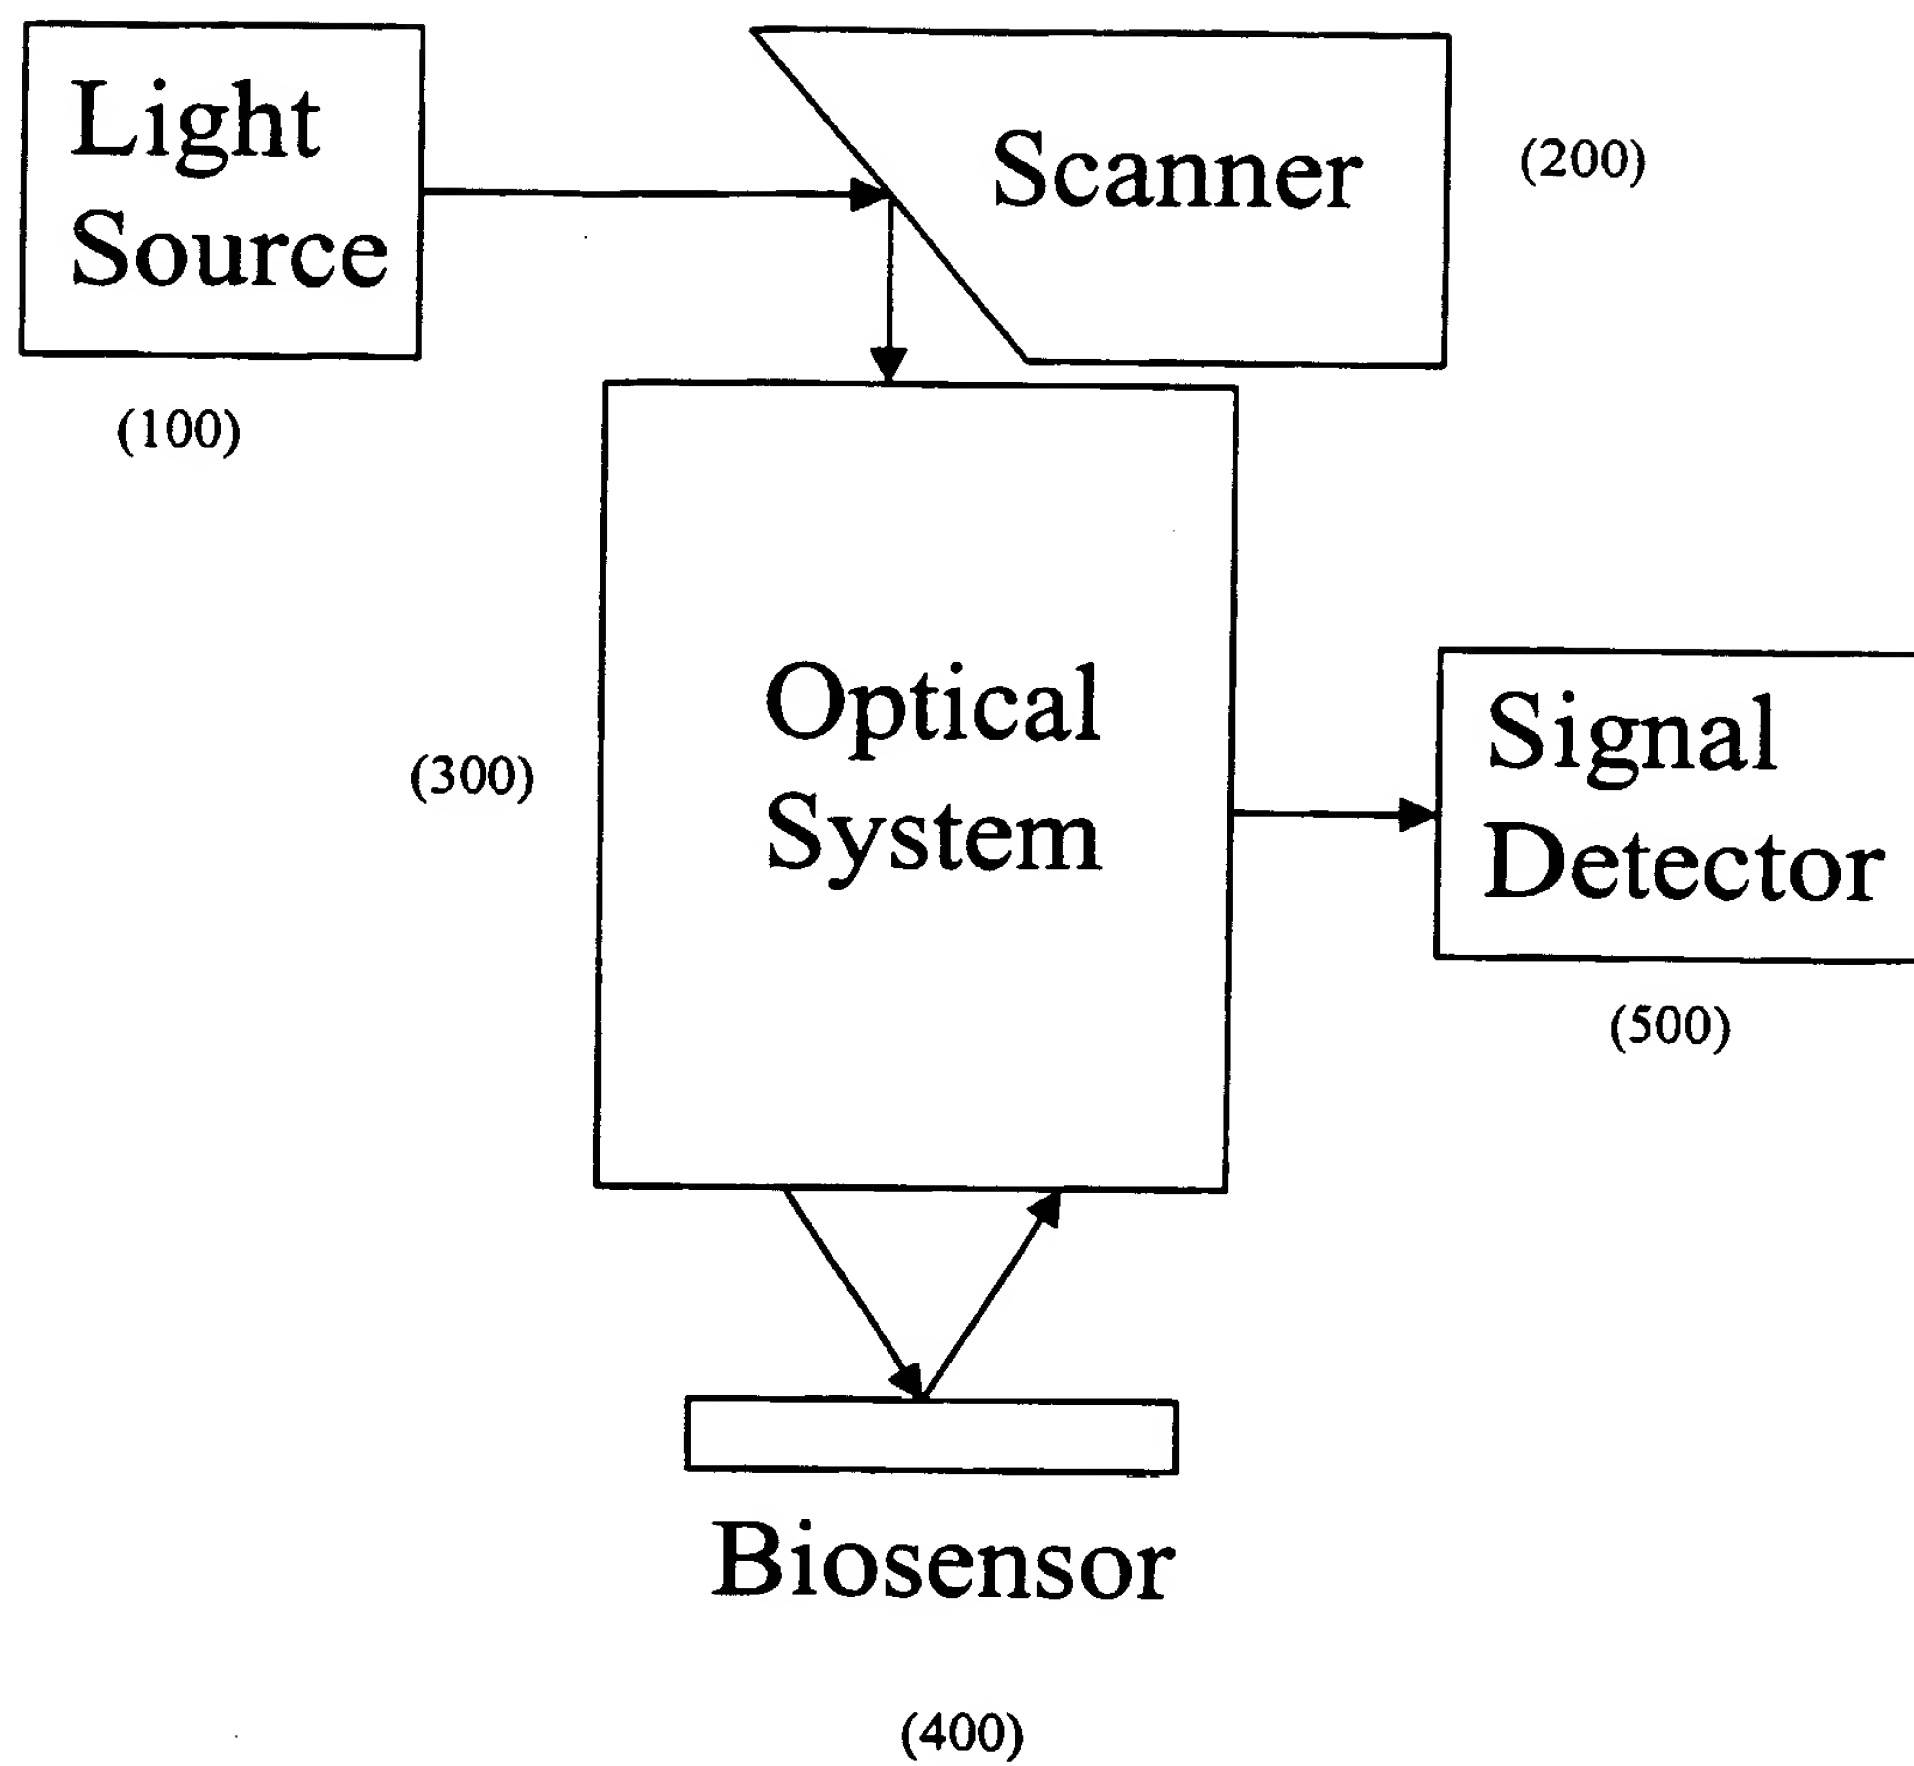 Light
Source
(100)
Scanner
(200)
Optical
System
(300)
Signal
Detector
(500)
Biosensor
(400)